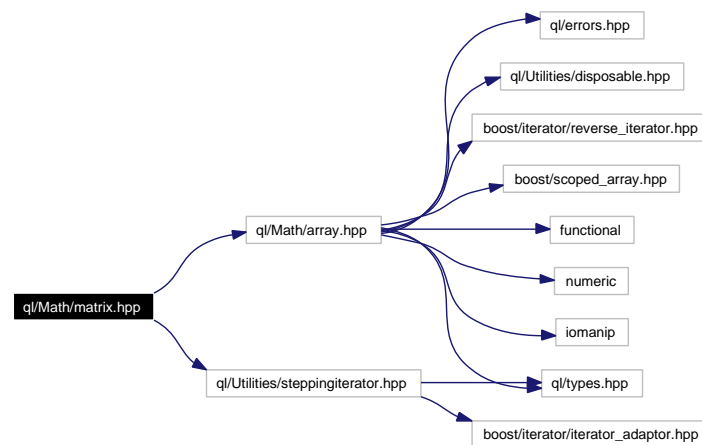 ql/errors.hpp
ql/Utilities/disposable.hpp
boost/iterator/reverse_iterator.hpp
boost/scoped_array.hpp
ql/Math/array.hpp
functional
numeric
ql/Math/matrix.hpp
iomanip
ql/Utilities/steppingiterator.hpp
ql/types.hpp
boost/iterator/iterator_adaptor.hpp